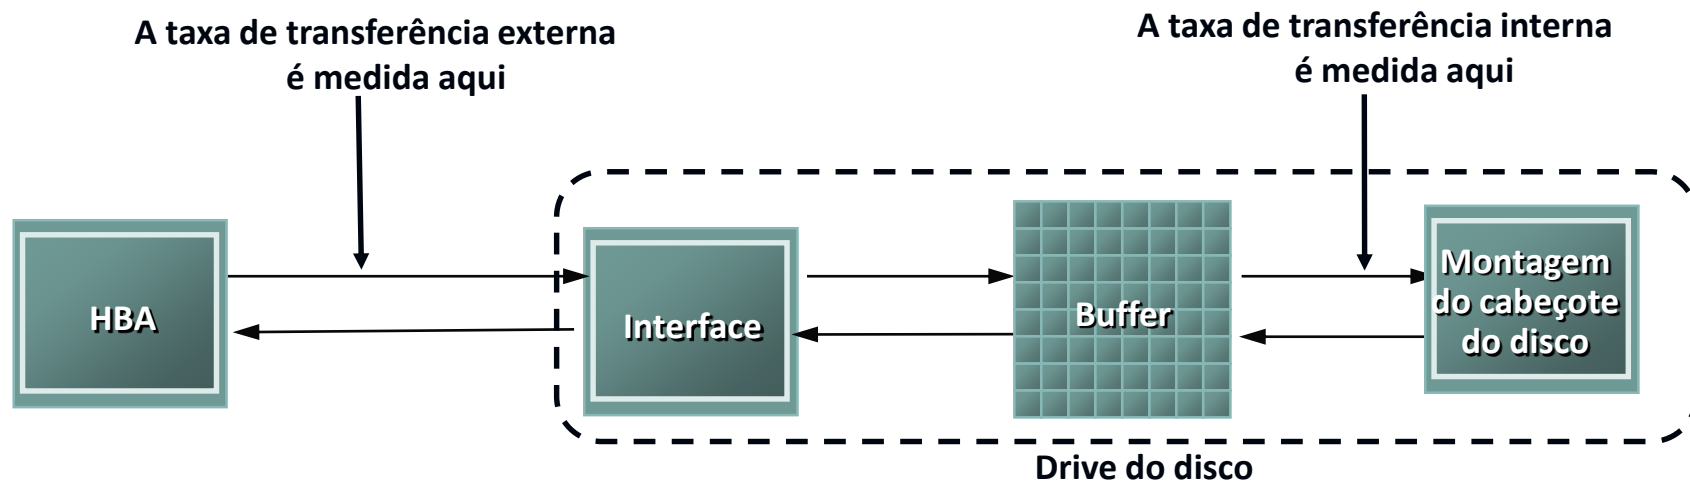 A taxa de transferência externa
é medida aqui
A taxa de transferência interna
é medida aqui
HBA
Interface
Buffer
Montagem
do cabeçote
do disco
Drive do disco